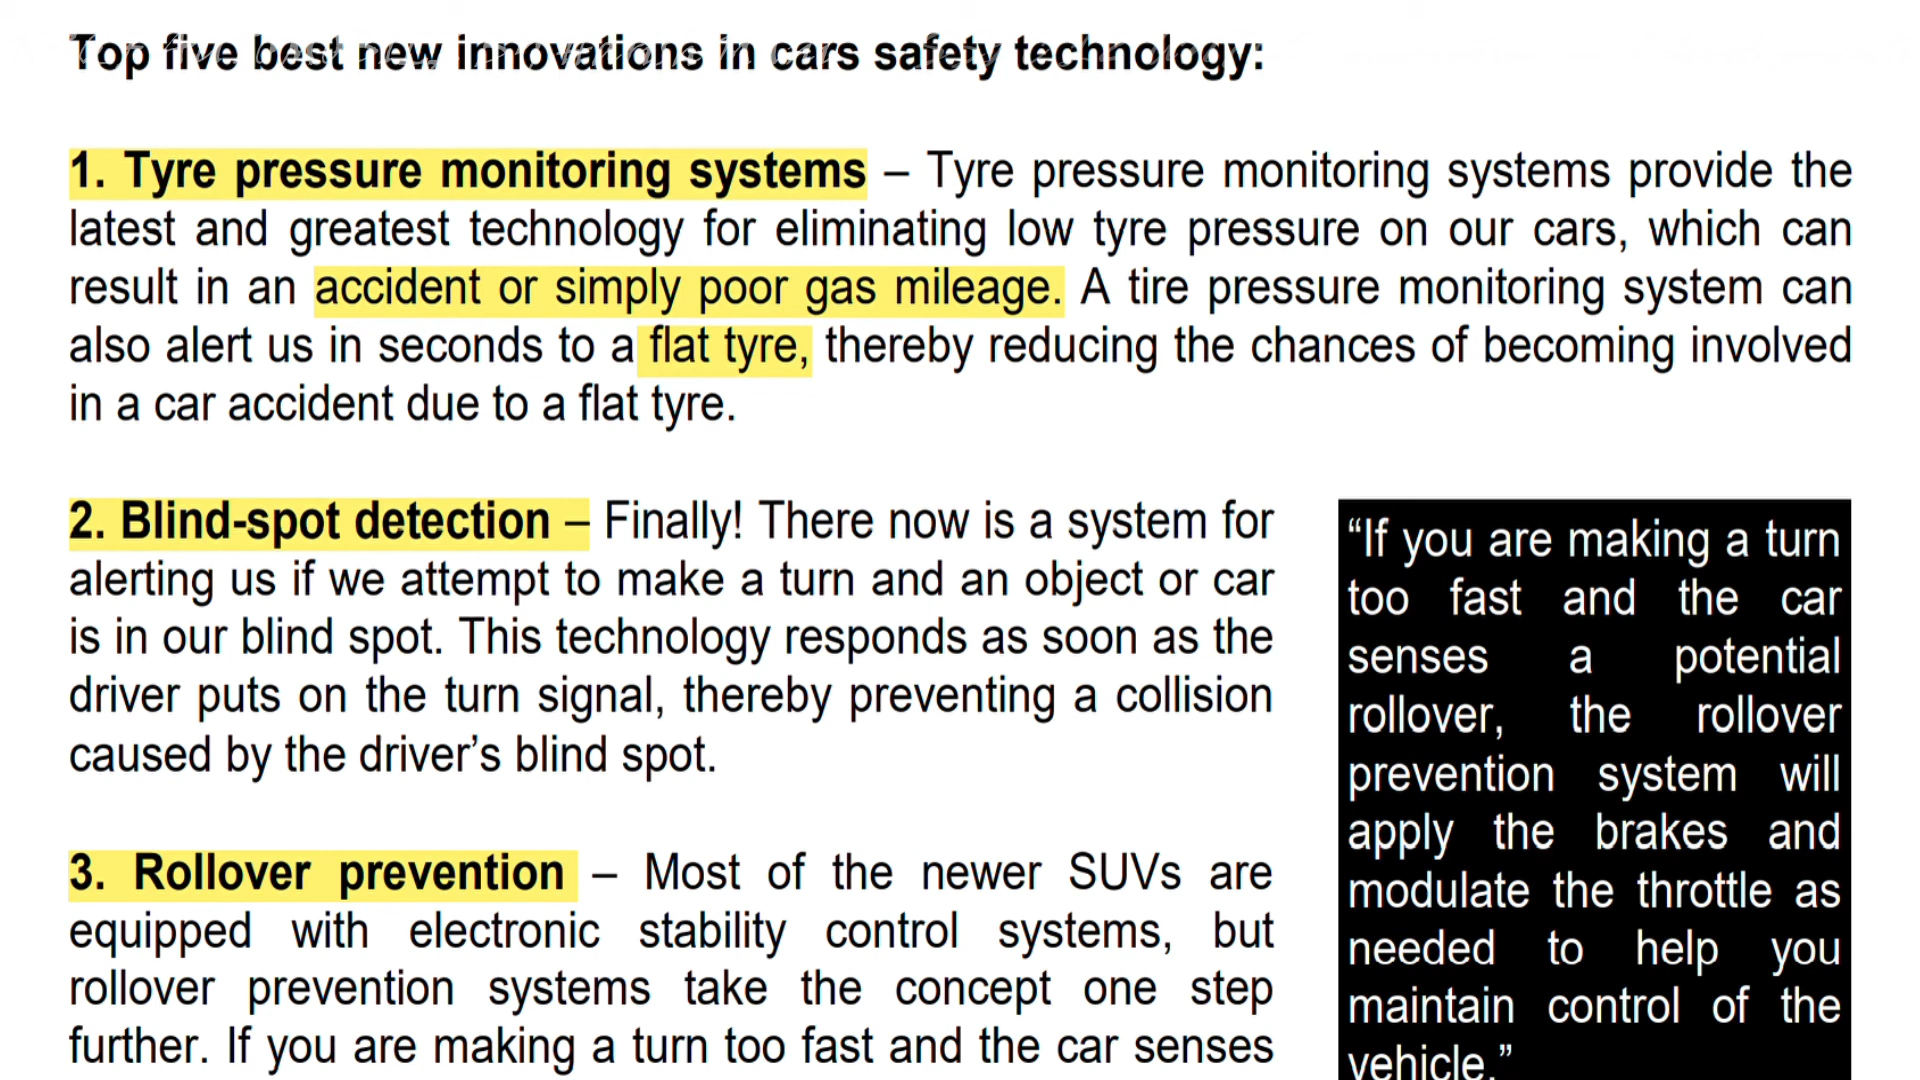 Top five best new innovations in cars safety technology:
1. Tyre pressure monitoring systems – Tyre pressure monitoring systems provide the
latest and greatest technology for eliminating low tyre pressure on our cars, which can
result in an accident or simply poor gas mileage. A tire pressure monitoring system can
also alert us in seconds to a flat tyre, thereby reducing the chances of becoming involved
in a car accident due to a flat tyre.
2. Blind-spot detection – Finally! There now is a system for
alerting us if we attempt to make a turn and an object or car
is in our blind spot. This technology responds as soon as the
driver puts on the turn signal, thereby preventing a collision
caused by the driver’s blind spot.
3. Rollover prevention – Most of the newer SUVs are
equipped with electronic stability control systems, but
rollover prevention systems take the concept one step
further. If you are making a turn too fast and the car senses
“If you are making a turn
too fast and the car
senses a potential
rollover, the rollover
prevention system will
apply the brakes and
modulate the throttle as
needed to help you
maintain control of the
vehicle.”